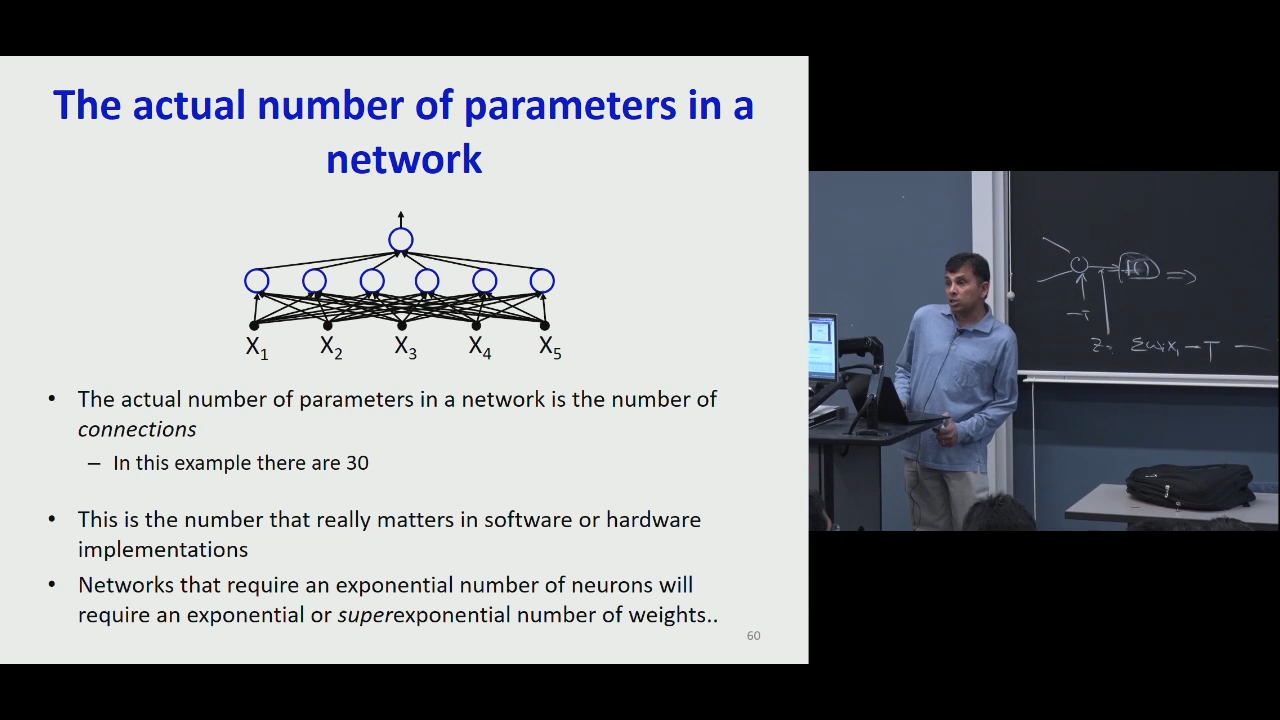 The actual number of parameters in a
network
X1 X2 X3 X4 X5
• The actual number of parameters in a network is the number of
connections
– In this example there are 30
• This is the number that really matters in software or hardware
implementations
• Networks that require an exponential number of neurons will
require an exponential or superexponential number of weights..
60
f()
-T
Z = Σwixi - T